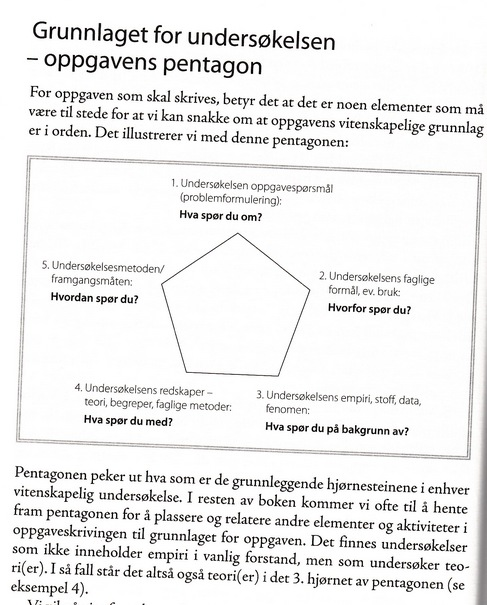 Grunnlaget for undersøkelsen
– oppgavens pentagon
For oppgaven som skal skrives, betyr det at det er noen elementer som må
være til stede for at vi kan snakke om at oppgavens vitenskapelige grunnlag
er i orden. Det illustrerer vi med denne pentagonen:
1. Undersøkelsen oppgavespørsmål
(problemformulering):
Hva spør du om?
5. Undersøkelsesmetoden/
framgangsmåten:
Hvordan spør du?
2. Undersøkelsens faglige
formål, ev. bruk:
Hvorfor spør du?
4. Undersøkelsens redskaper –
teori, begreper, faglige metoder:
Hva spør du med?
3. Undersøkelsens empiri, stoff, data,
fenomen:
Hva spør du på bakgrunn av?
Pentagonen peker ut hva som er de grunnleggende hjørnesteinene i enhver
vitenskapelig undersøkelse. I resten av boken kommer vi ofte til å hente
fram pentagonen for å plassere og relatere andre elementer og aktiviteter i
oppgaveskrivingen til grunnlaget for oppgaven. Det finnes undersøkelser
som ikke inneholder empiri i vanlig forstand, men som undersøker teo-
ri(er). I så fall står det altså også teori(er) i det 3. hjørnet av pentagonen (se
eksempel 4).